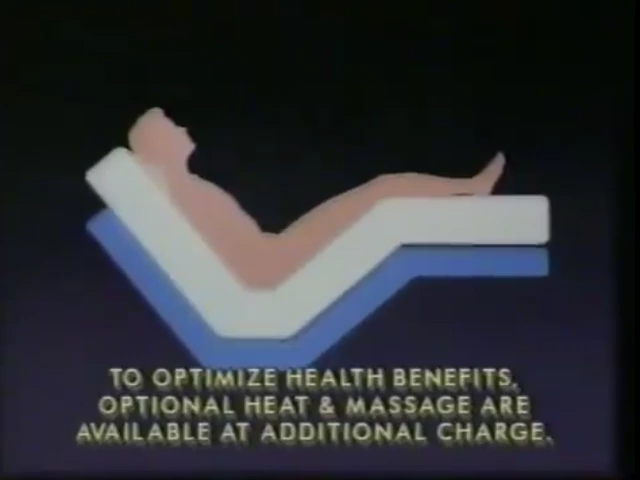 TO OPTIMIZE HEALTH BENEFITS,
OPTIONAL HEAT & MASSAGE ARE
AVAILABLE AT ADDITIONAL CHARGE.